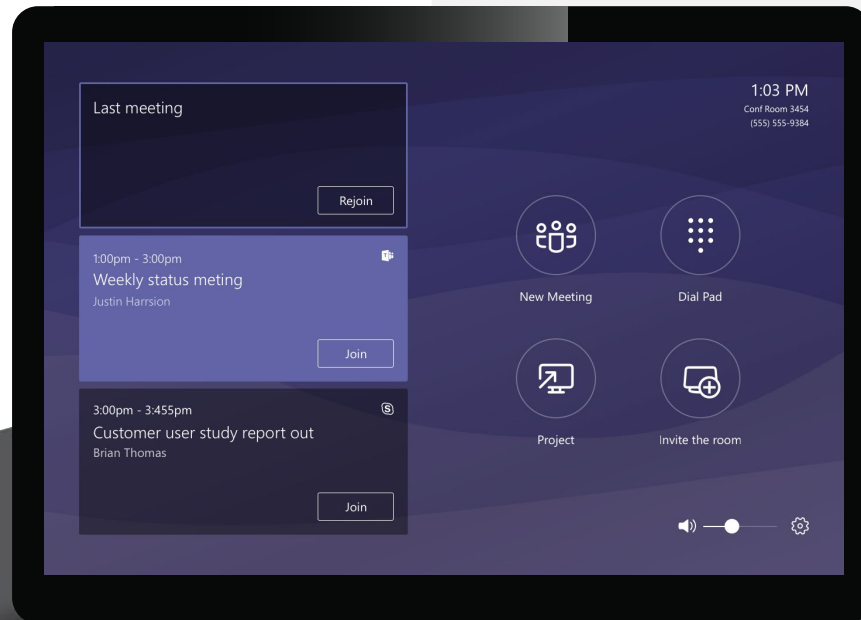 Last meeting
Rejoin
1:00pm - 3:00pm
Weekly status meting
Justin Harrsion
Join
3:00pm - 3:455pm
Customer user study report out
Brian Thomas
Join
1:03 PM
Conf Room 3454
(555) 555-9384
New Meeting
Dial Pad
Project
Invite the room